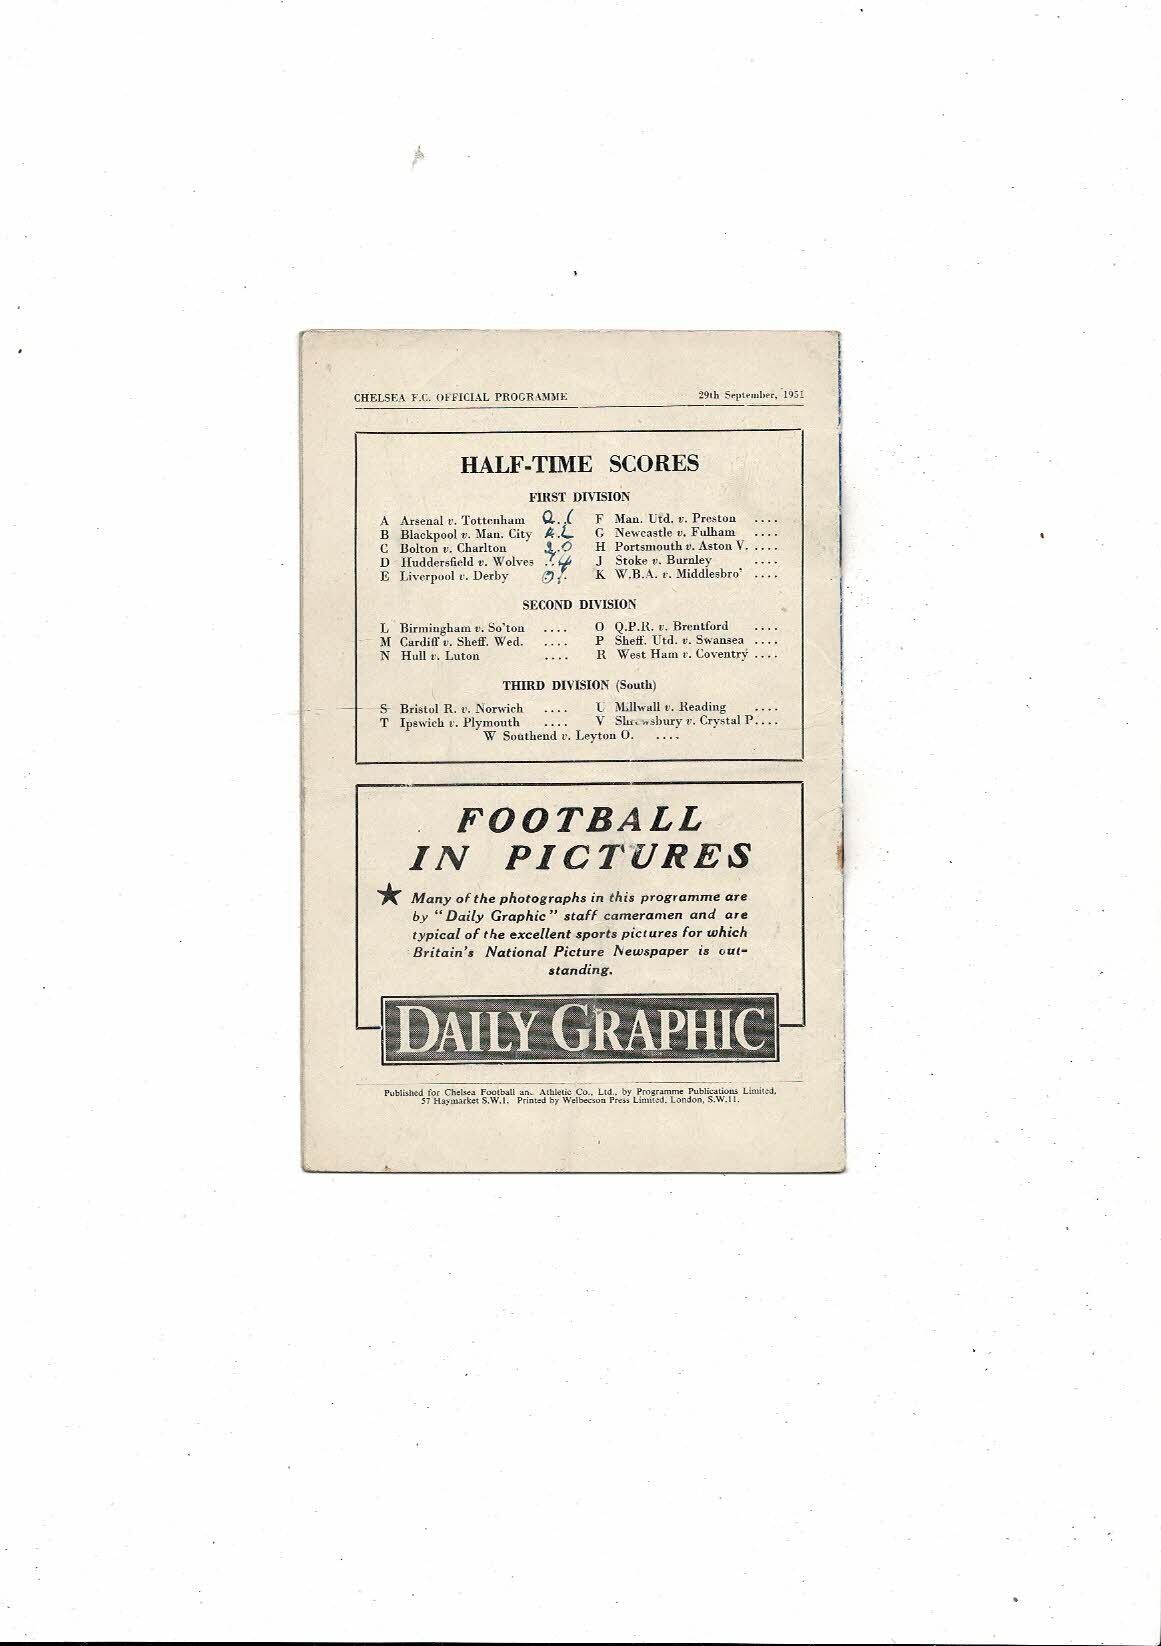 CHELSEA F.C. OFFICIAL PROGRAMME 29th September, 1951
HALF-TIME SCORES
FIRST DIVISION
A Arsenal v. Tottenham
B Blackpool v. Man. City
C Bolton v. Charlton
D Huddersfield v. Wolves
E Liverpool v. Derby
F Man. Utd. v. Preston ....
G Newcastle v. Fulham ....
H Portsmouth v. Aston V. ....
J Stoke v. Burnley ....
K W.B.A. v. Middlesbro' ....
SECOND DIVISION
L Birmingham v. So'ton ....
M Cardiff v. Sheff. Wed. ....
N Hull v. Luton ....
O Q.P.R. v. Brentford ....
P Sheff. Utd. v. Swansea ....
R West Ham v. Coventry ....
THIRD DIVISION (South)
S Bristol R. v. Norwich ....
T Ipswich v. Plymouth ....
U Millwall v. Reading ....
V Shrewsbury v. Crystal P. ....
W Southend v. Leyton O. ....
FOOTBALL
IN PICTURES
★ Many of the photographs in this programme are
by "Daily Graphic" staff cameramen and are
typical of the excellent sports pictures for which
Britain's National Picture Newspaper is out-
standing.
DAILY GRAPHIC
Published for Chelsea Football an. Athletic Co., Ltd., by Programme Publications Limited,
57 Haymarket S.W.1. Printed by Welbecson Press Limited, London, S.W.11.